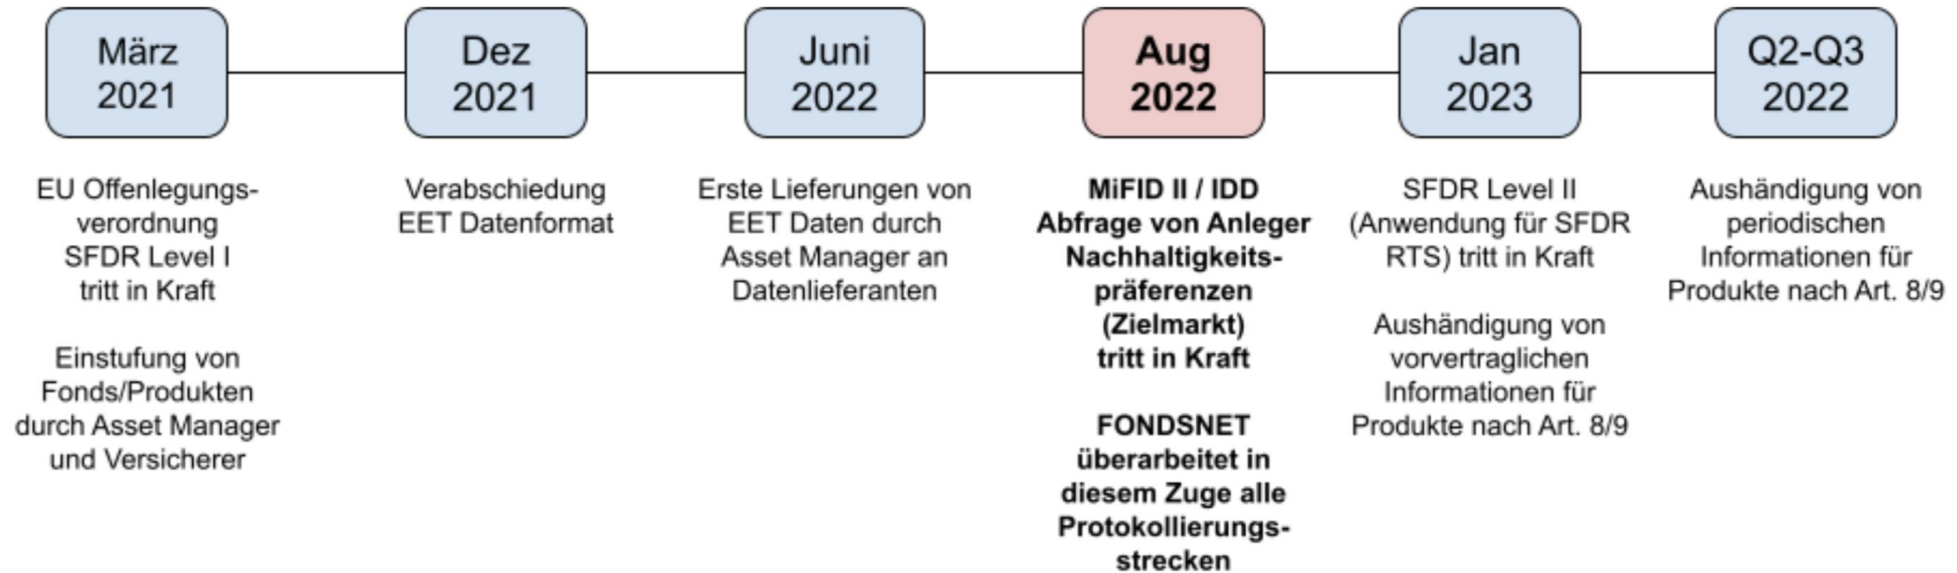 März
2021
Dez
2021
Juni
2022
Aug
2022
Jan
2023
Q2-Q3
2022
EU Offenlegungs-
verordnung
SFDR Level I
tritt in Kraft
Einstufung von
Fonds/Produkten
durch Asset Manager
und Versicherer
Verabschiedung
EET Datenformat
Erste Lieferungen von
EET Daten durch
Asset Manager an
Datenlieferanten
MiFID II / IDD
Abfrage von Anleger
Nachhaltigkeits-
präferenzen
(Zielmarkt)
tritt in Kraft
FONDSNET
überarbeitet in
diesem Zuge alle
Protokollierungs-
strecken
SFDR Level II
(Anwendung für SFDR
RTS) tritt in Kraft
Aushändigung von
vorvertraglichen
Informationen für
Produkte nach Art. 8/9
Aushändigung von
periodischen
Informationen für
Produkte nach Art. 8/9